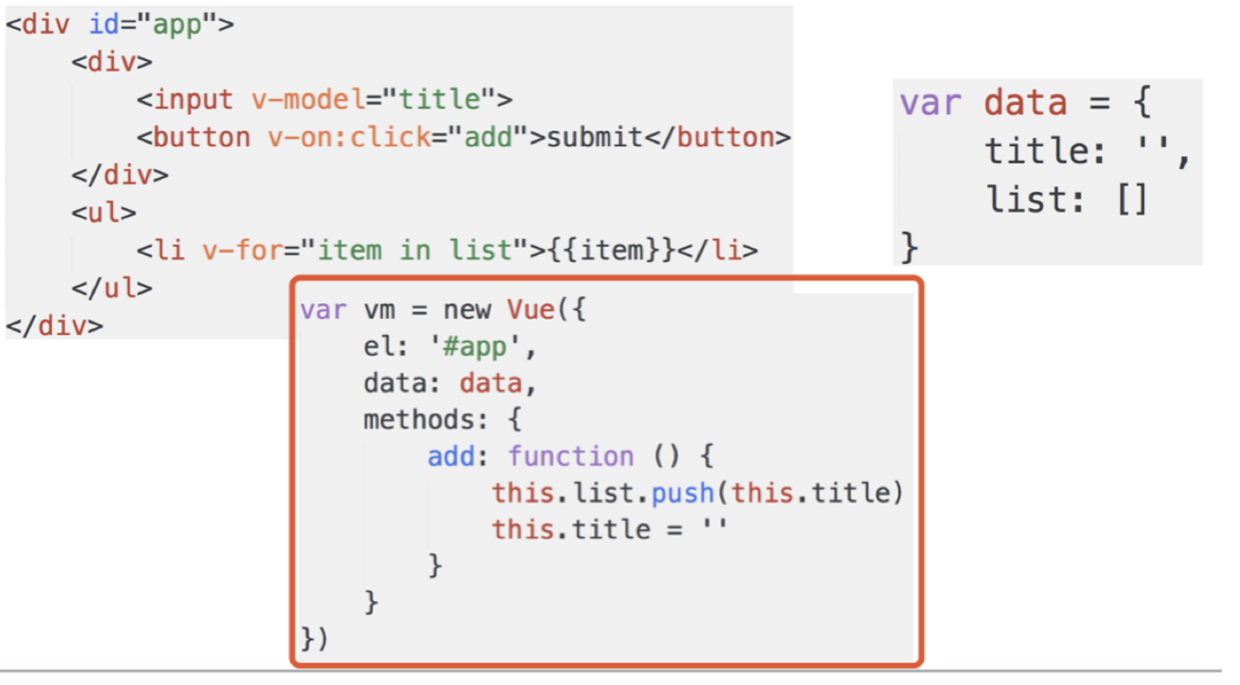 <div id="app">
    <div>
        <input v-model="title">
        <button v-on:click="add">submit</button>
    </div>
    <ul>
        <li v-for="item in list">{{item}}</li>
    </ul>
</div>
var data = {
    title: '',
    list: []
}
var vm = new Vue({
    el: '#app',
    data: data,
    methods: {
        add: function () {
            this.list.push(this.title)
            this.title = ''
        }
    }
})